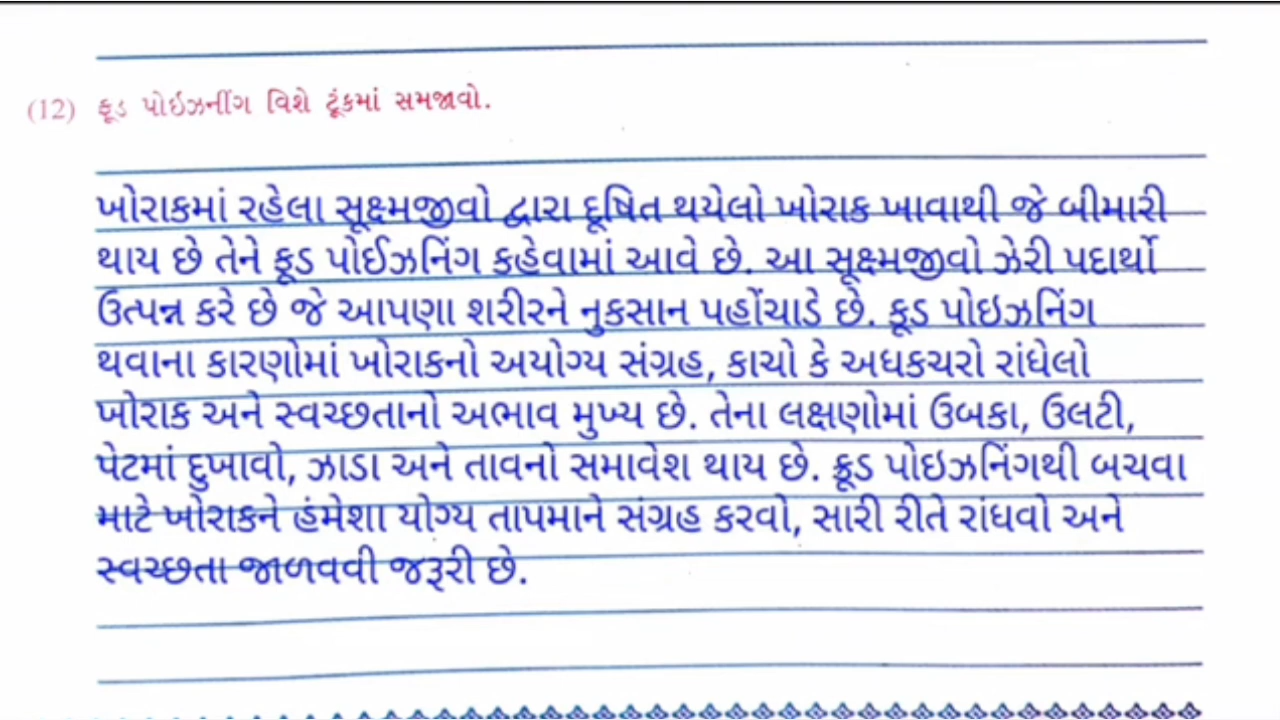 (12) ફૂડ પોઇઝનીંગ વિશે ટૂંકમાં સમજાવો.
ખોરાકમાં રહેલા સૂક્ષ્મજીવો દ્વારા દૂષિત થયેલો ખોરાક ખાવાથી જે બીમારી
થાય છે તેને ફૂડ પોઈઝનિંગ કહેવામાં આવે છે. આ સૂક્ષ્મજીવો ઝેરી પદાર્થો
ઉત્પન્ન કરે છે જે આપણા શરીરને નુકસાન પહોંચાડે છે. ફૂડ પોઇઝનિંગ
થવાના કારણોમાં ખોરાકનો અયોગ્ય સંગ્રહ, કાચો કે અધકચરો રાંધેલો
ખોરાક અને સ્વચ્છતાનો અભાવ મુખ્ય છે. તેના લક્ષણોમાં ઉબકા, ઉલટી,
પેટમાં દુખાવો, ઝાડા અને તાવનો સમાવેશ થાય છે. ફ્રૂડ પોઇઝનિંગથી બચવા
માટે ખોરાકને હંમેશા યોગ્ય તાપમાને સંગ્રહ કરવો, સારી રીતે રાંધવો અને
સ્વચ્છતા જાળવવી જરૂરી છે.